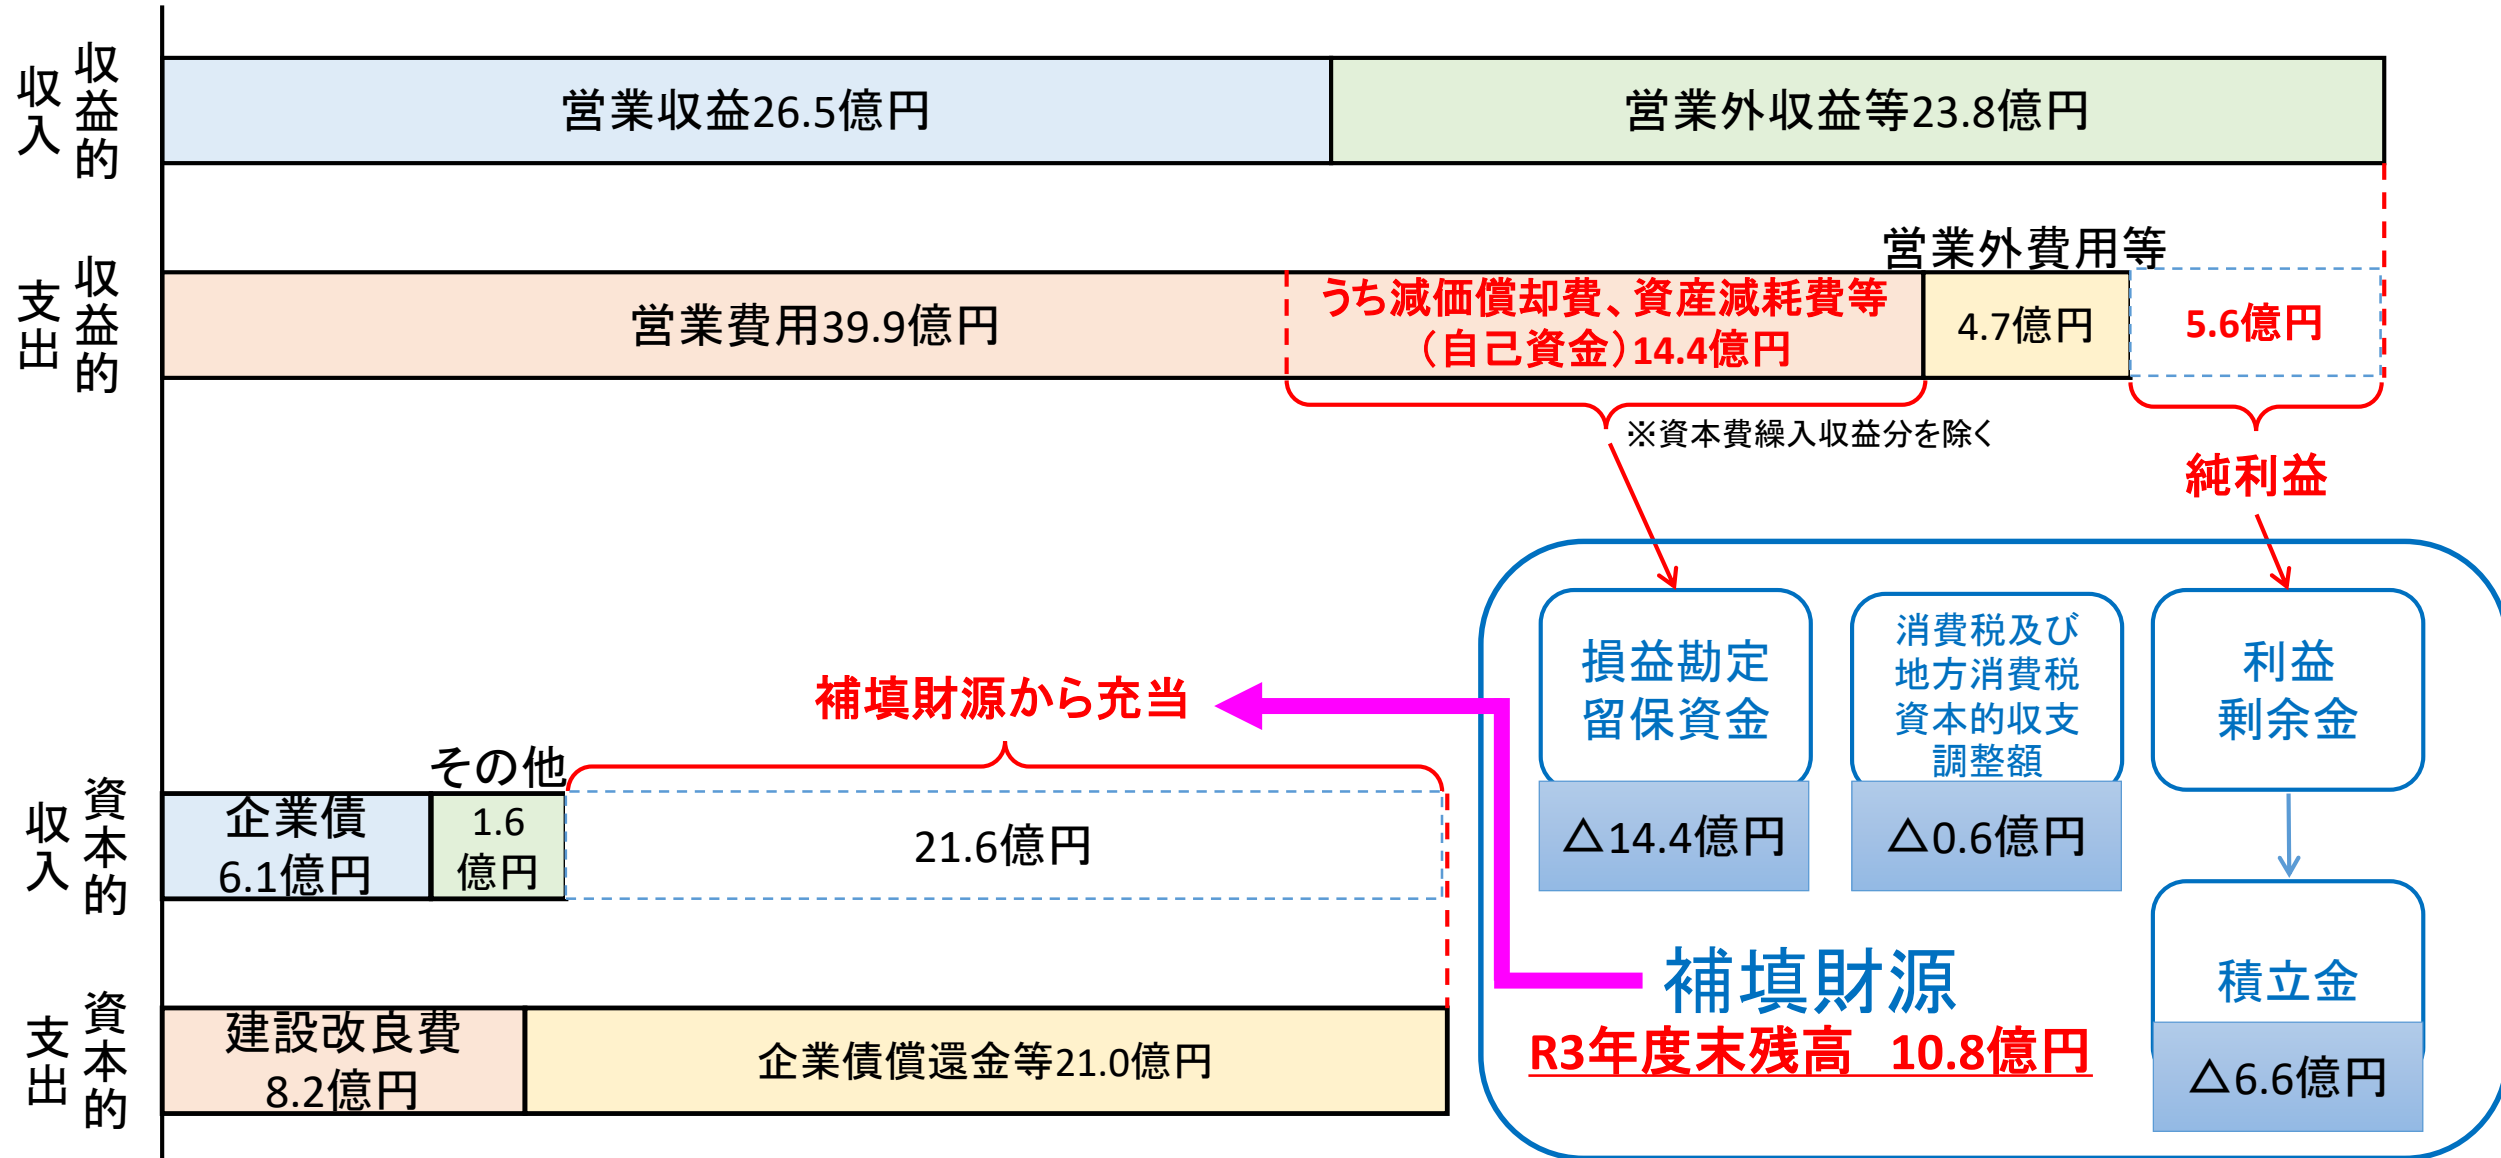 収益的
収入
営業収益26.5億円
営業外収益等23.8億円
収益的
支出
営業外費用等
営業費用39.9億円
うち減価償却費、資産減耗費等
（自己資金）14.4億円
4.7億円
5.6億円
※資本費繰入収益分を除く
純利益
損益勘定
留保資金
△14.4億円
消費税及び
地方消費税
資本的収支
調整額
△0.6億円
利益
剰余金
補填財源から充当
資本的
収入
その他
企業債
6.1億円
1.6
億円
21.6億円
補填財源
R3年度末残高　10.8億円
積立金
△6.6億円
資本的
支出
建設改良費
8.2億円
企業債償還金等21.0億円